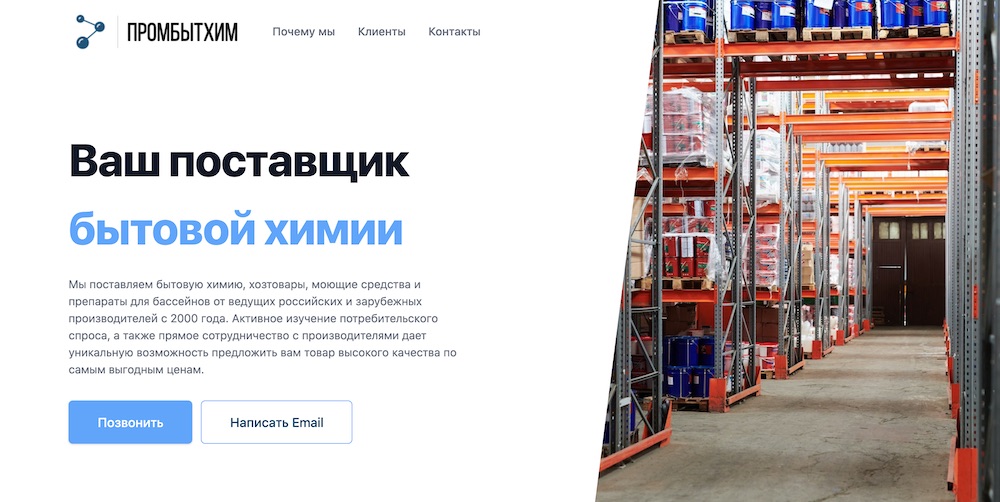 ПРОМБЫТХИМ
Почему мы
Клиенты
Контакты
Ваш поставщик
бытовой химии
Мы поставляем бытовую химию, хозтовары, моющие средства и
препараты для бассейнов от ведущих российских и зарубежных
производителей с 2000 года. Активное изучение потребительского
спроса, а также прямое сотрудничество с производителями дает
уникальную возможность предложить вам товар высокого качества по
самым выгодным ценам.
Позвонить
Написать Email